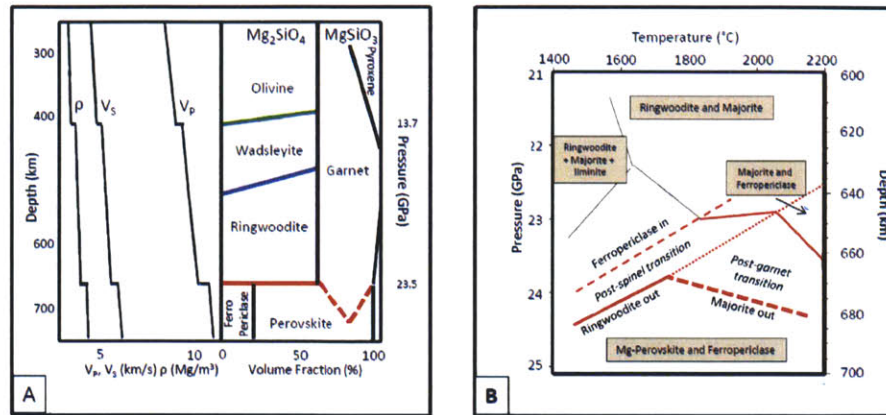 Mg₂SiO₄
MgSiO₃
300
400
500
600
700
Depth (km)
ρ
Vₛ
Vₚ
Olivine
Wadsleyite
Ringwoodite
Ferro
Periclase
Perovskite
Garnet
Pyroxene
13.7
23.5
Pressure (GPa)
5
10
0
50
100
Vₚ, Vₛ (km/s) ρ (Mg/m³)
Volume Fraction (%)
A
Temperature (°C)
1400
1600
1800
2000
2200
21
22
23
24
25
Pressure (GPa)
600
620
640
660
680
700
Depth (km)
Ringwoodite and Majorite
Ringwoodite
+ Majorite +
Ilminite
Majorite and
Ferropericlase
Ferropericlase in
Post-spinel transition
Ringwoodite out
Post-garnet
transition
Majorite out
Mg-Perovskite and Ferropericlase
B